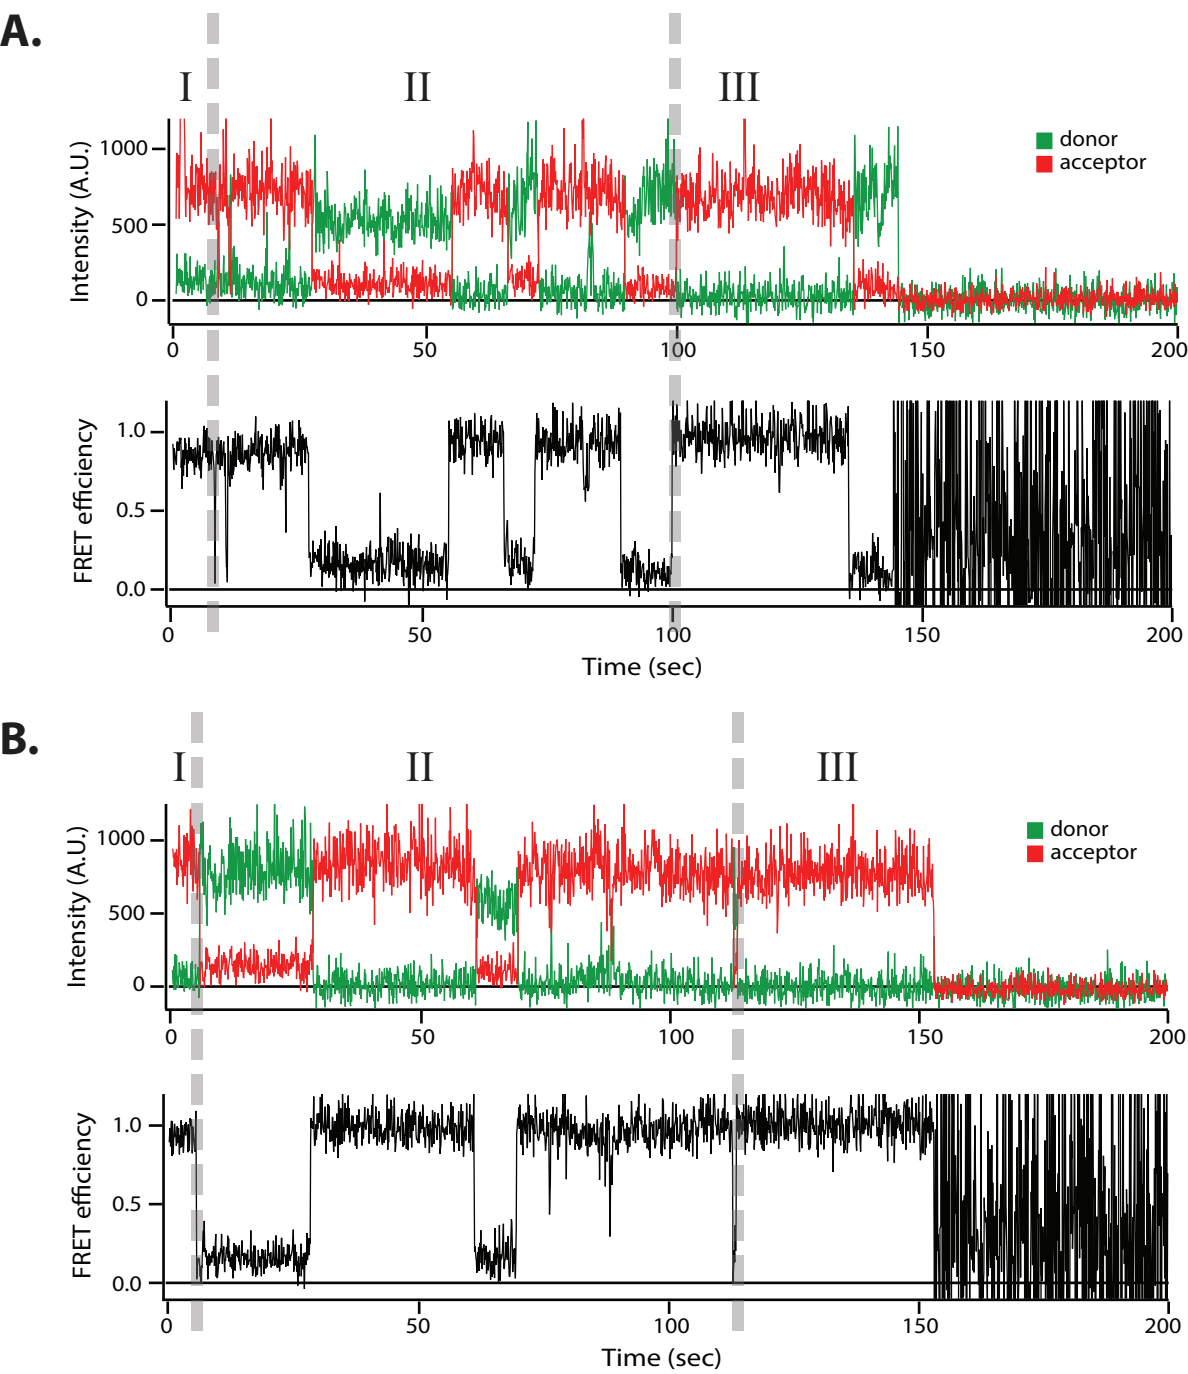 A.
I II III
1000
500
0
Intensity (A.U.)
donor
acceptor
0 50 100 150 200
1.0
0.5
0.0
FRET efficiency
0 50 100 150 200
Time (sec)
B.
I II III
1000
500
0
Intensity (A.U.)
donor
acceptor
0 50 100 150 200
1.0
0.5
0.0
FRET efficiency
0 50 100 150 200
Time (sec)